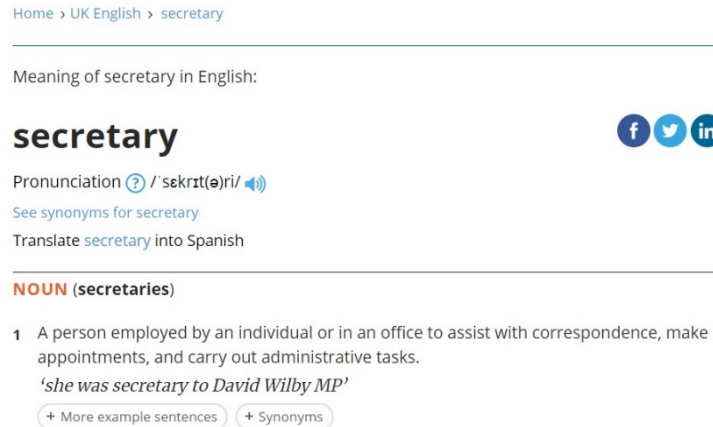 Home › UK English › secretary
Meaning of secretary in English:
secretary
f in
Pronunciation ? /ˈsɛkrɪt(ə)ri/
See synonyms for secretary
Translate secretary into Spanish
NOUN (secretaries)
1 A person employed by an individual or in an office to assist with correspondence, make
appointments, and carry out administrative tasks.
‘she was secretary to David Wilby MP’
+ More example sentences + Synonyms